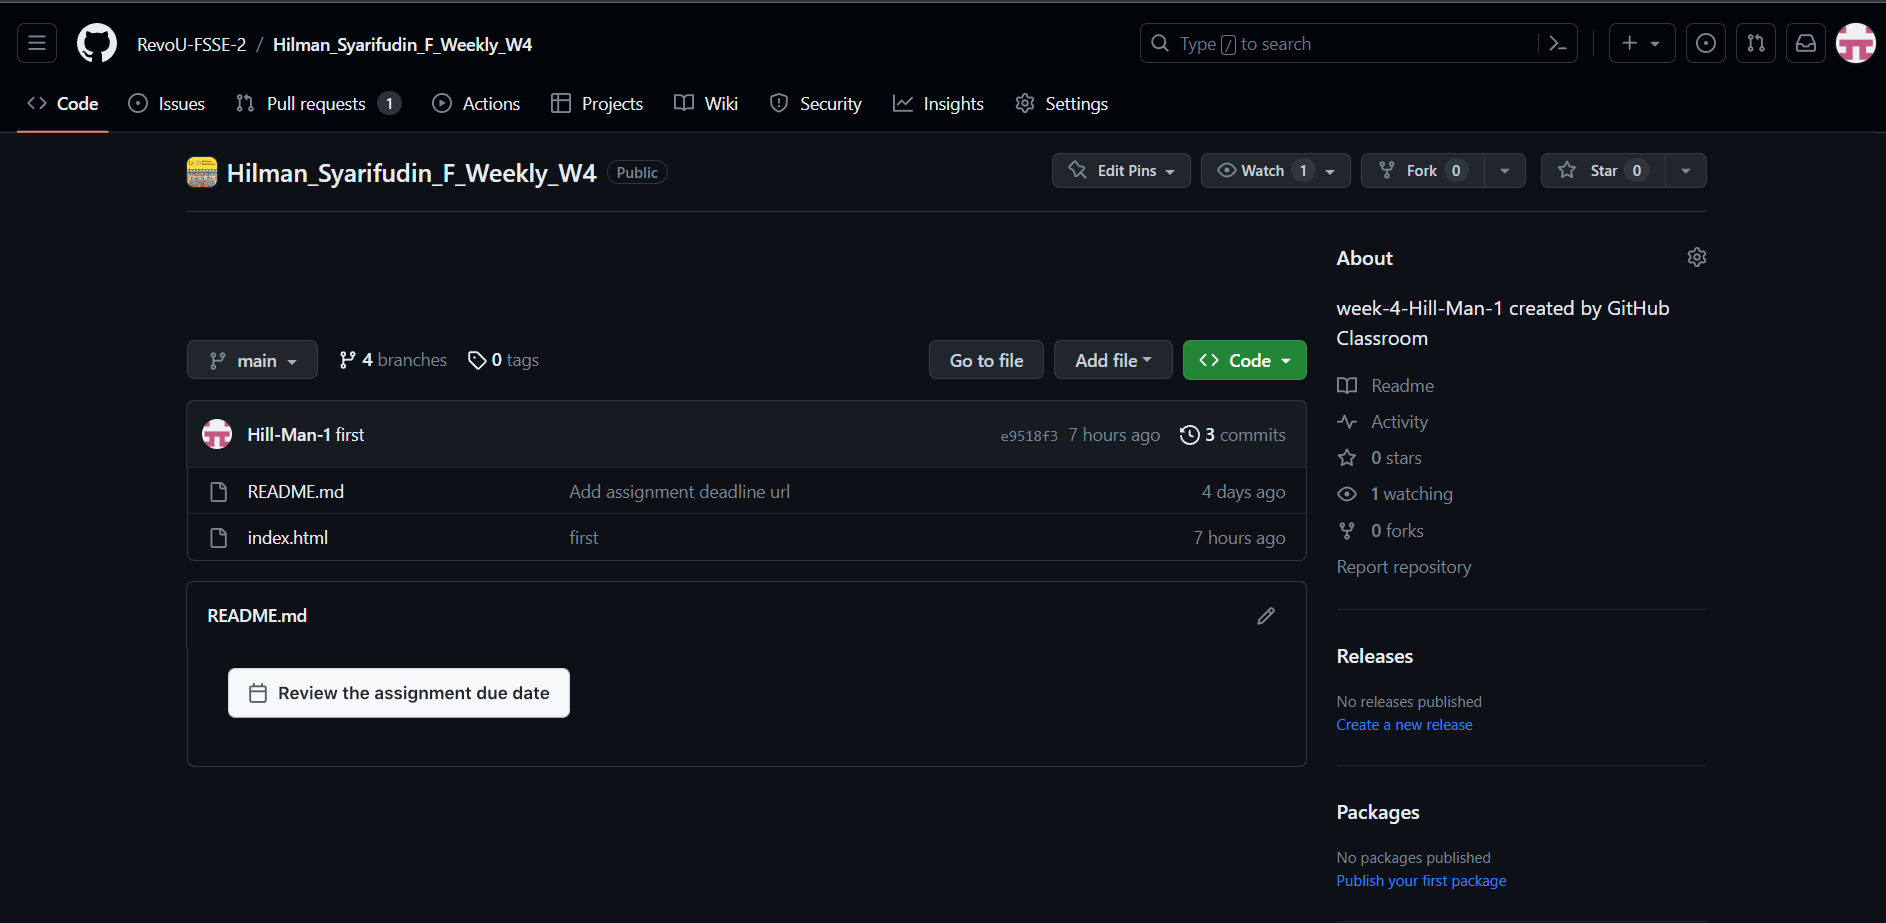 RevoU-FSSE-2 / Hilman_Syarifudin_F_Weekly_W4
Type / to search
Code
Issues
Pull requests 1
Actions
Projects
Wiki
Security
Insights
Settings
Hilman_Syarifudin_F_Weekly_W4 Public
Edit Pins
Watch 1
Fork 0
Star 0
main
4 branches
0 tags
Go to file
Add file
Code
Hill-Man-1 first e9518f3 7 hours ago 3 commits
README.md Add assignment deadline url 4 days ago
index.html first 7 hours ago
README.md
Review the assignment due date
About
week-4-Hill-Man-1 created by GitHub
Classroom
Readme
Activity
0 stars
1 watching
0 forks
Report repository
Releases
No releases published
Create a new release
Packages
No packages published
Publish your first package